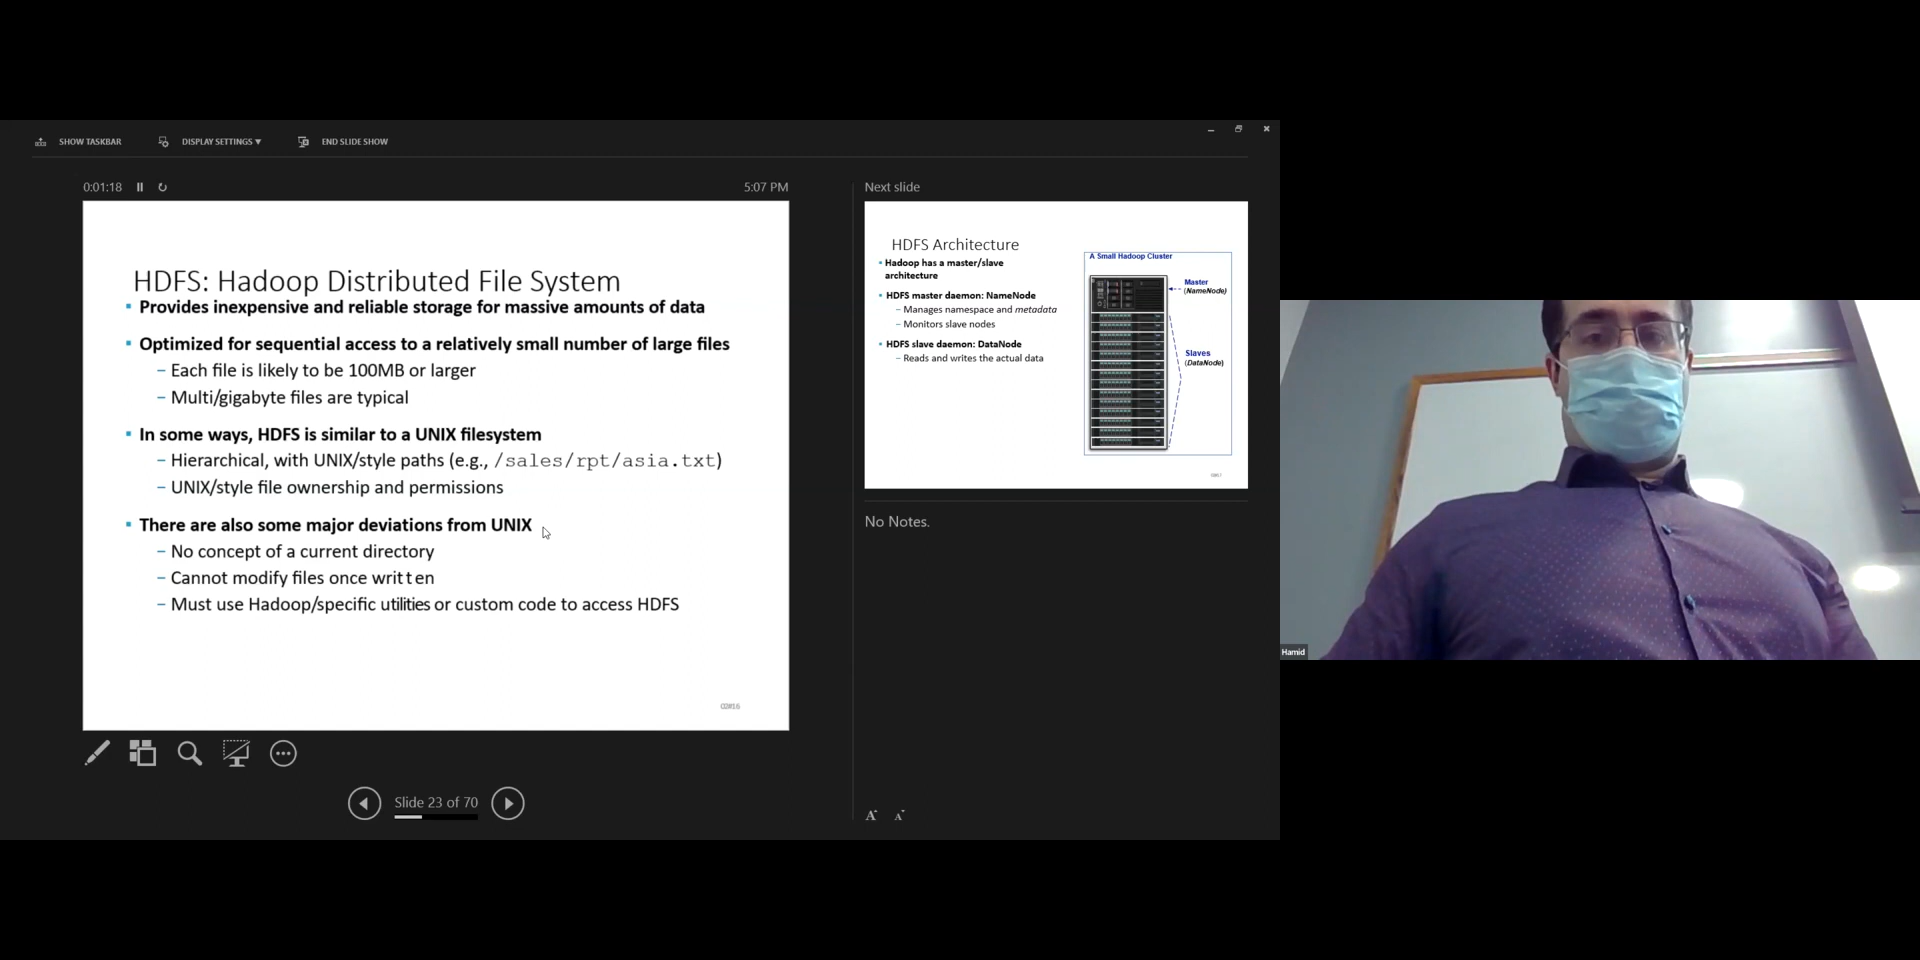 SHOW TASKBAR
DISPLAY SETTINGS ▼
END SLIDE SHOW
0:01:18
5:07 PM
HDFS: Hadoop Distributed File System
Provides inexpensive and reliable storage for massive amounts of data
Optimized for sequential access to a relatively small number of large files
– Each file is likely to be 100MB or larger
– Multi/gigabyte files are typical
In some ways, HDFS is similar to a UNIX filesystem
– Hierarchical, with UNIX/style paths (e.g., /sales/rpt/asia.txt)
– UNIX/style file ownership and permissions
There are also some major deviations from UNIX
– No concept of a current directory
– Cannot modify files once written
– Must use Hadoop/specific utilities or custom code to access HDFS
Slide 23 of 70
Next slide
HDFS Architecture
Hadoop has a master/slave
architecture
HDFS master daemon: NameNode
– Manages namespace and metadata
– Monitors slave nodes
HDFS slave daemon: DataNode
– Reads and writes the actual data
A Small Hadoop Cluster
Master
(NameNode)
Slaves
(DataNode)
No Notes.
A A
Hamid